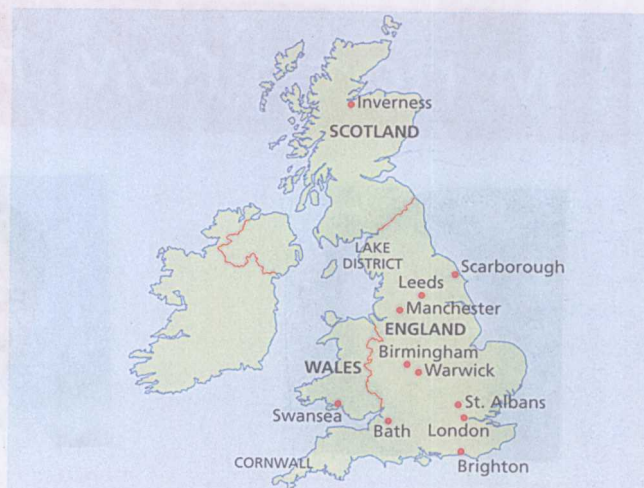 Inverness
SCOTLAND
LAKE
DISTRICT
Scarborough
Leeds
Manchester
ENGLAND
Birmingham
WALES
Warwick
St. Albans
Swansea
Bath
London
CORNWALL
Brighton